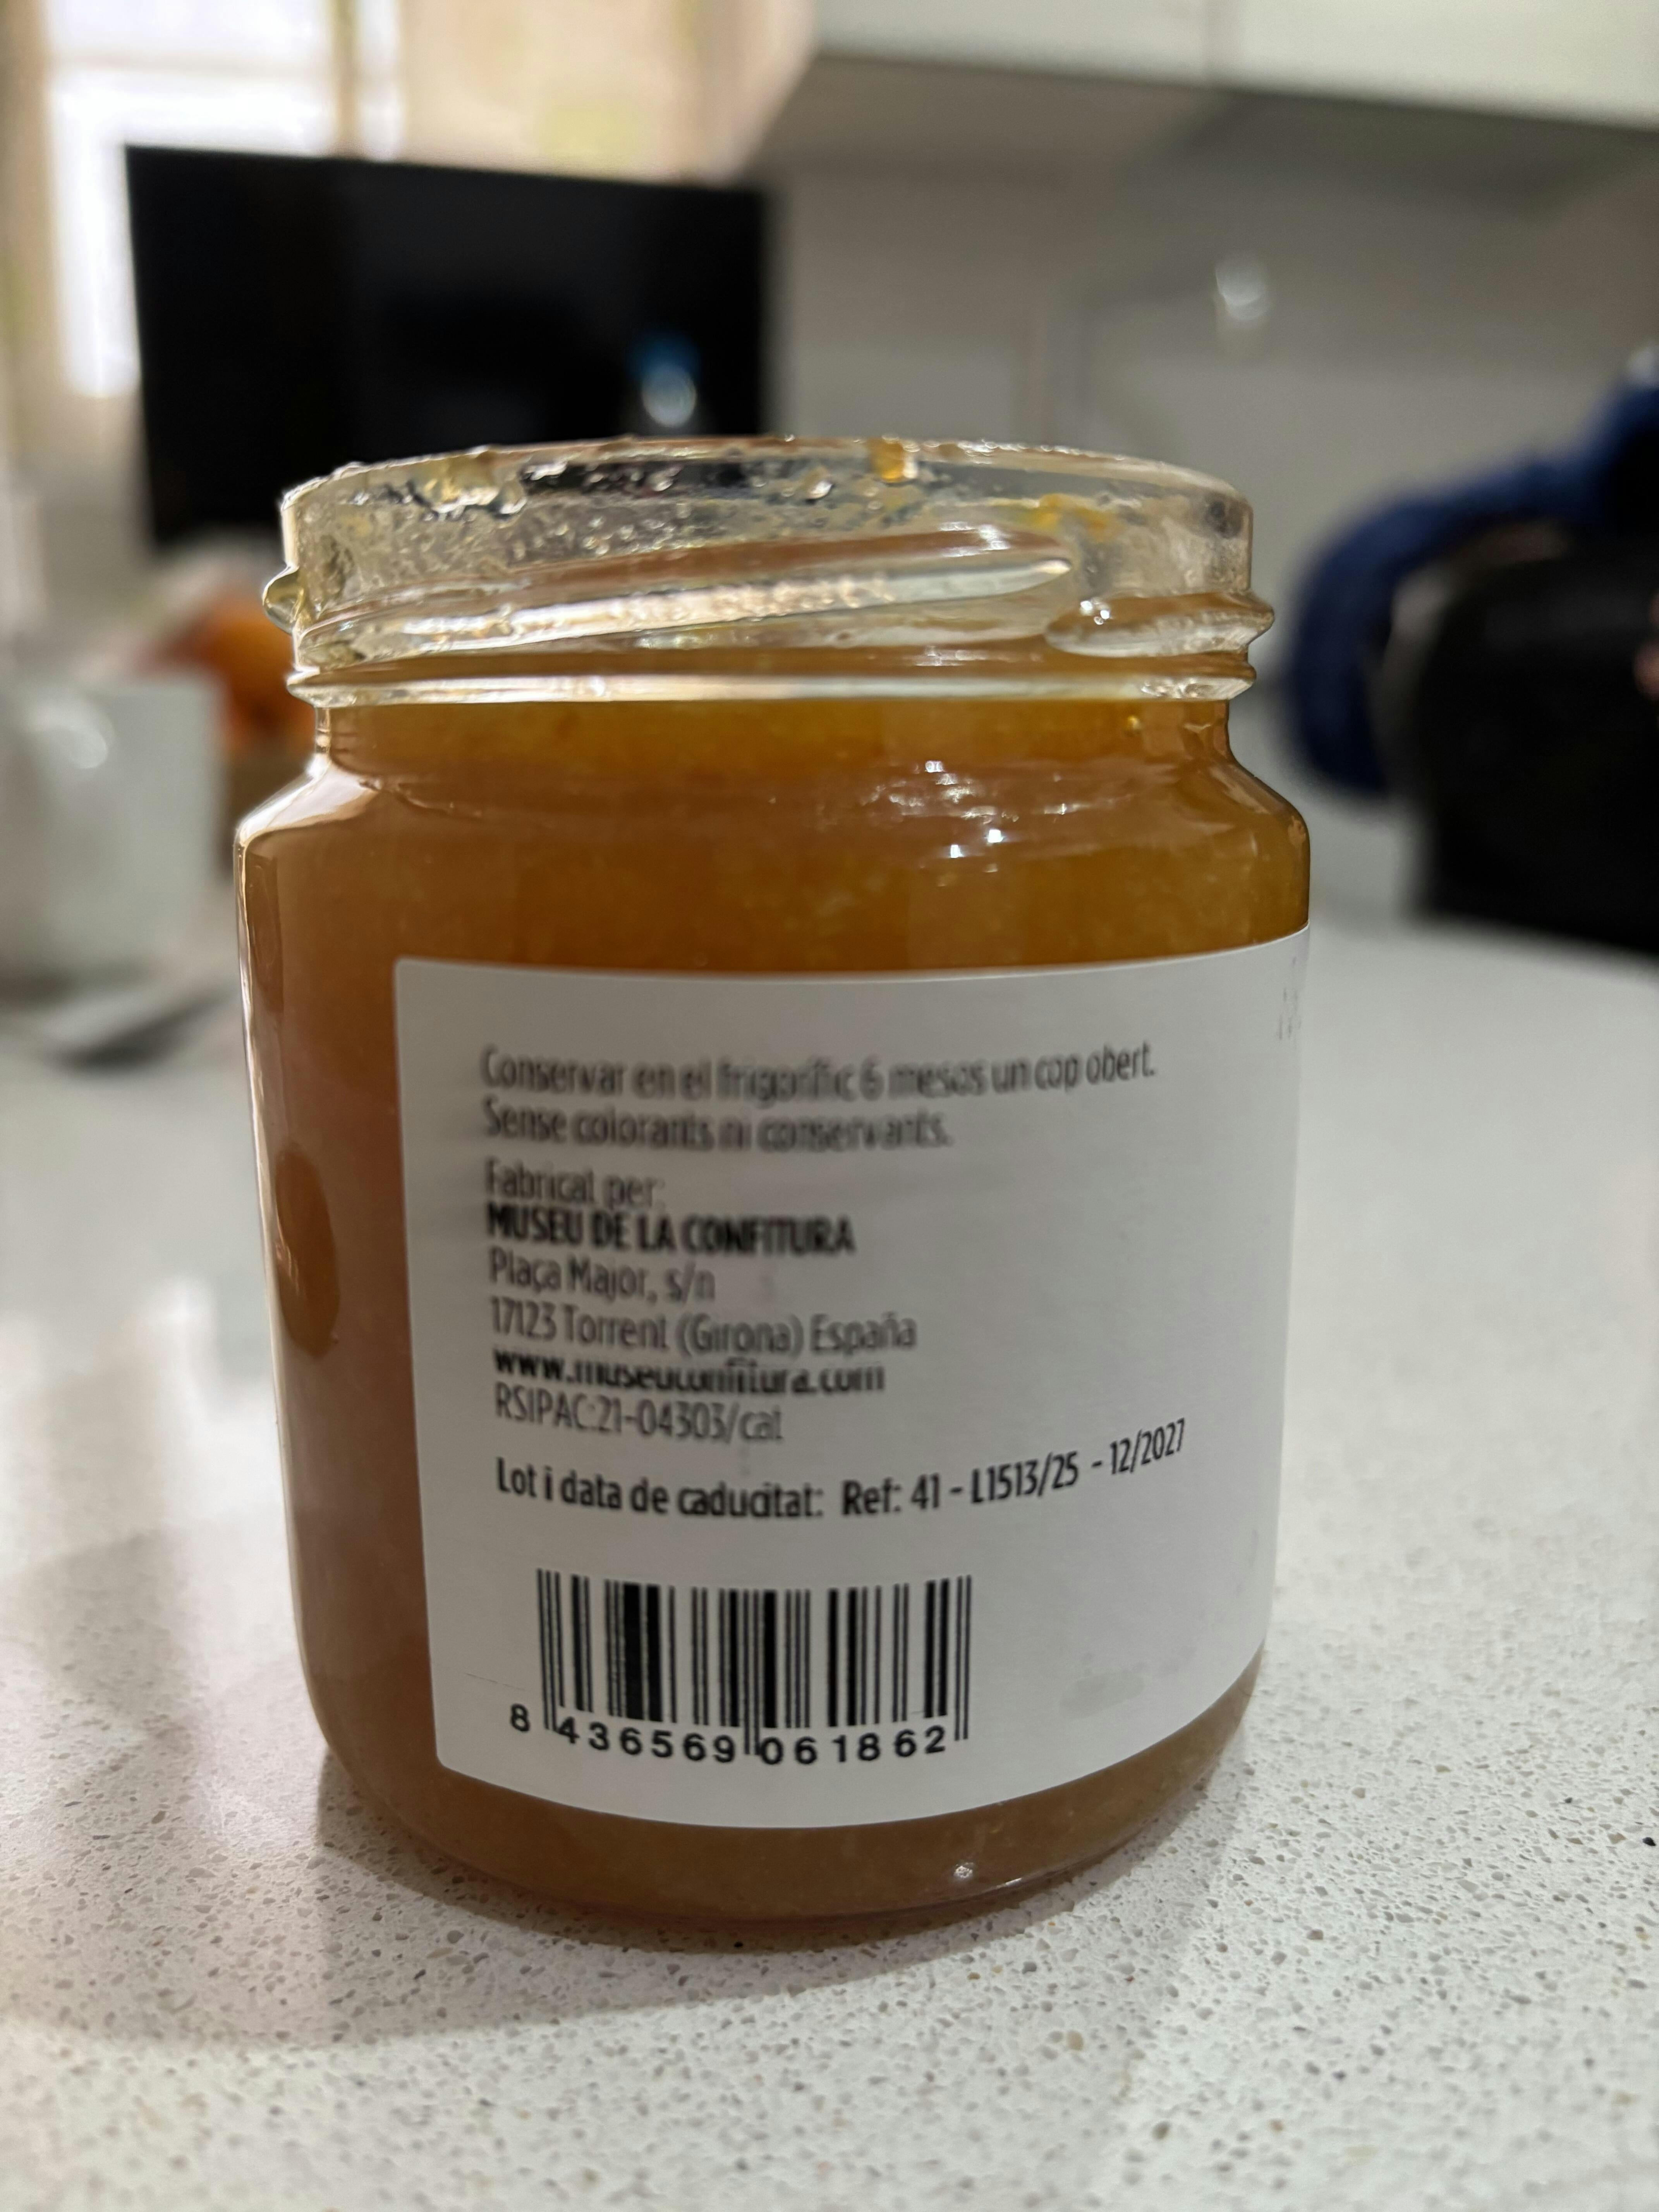 Conservar en el frigorífic 6 mesos un cop obert.
Sense colorants ni conservants.
Fabricat per:
MUSEU DE LA CONFITURA
Plaça Major, s/n
17123 Torrent (Girona) España
www.museuconfitura.com
RSIPAC:21-04303/cat
Lot i data de caducitat: Ref: 41 - L1513/25 - 12/2027
8 436569 061862